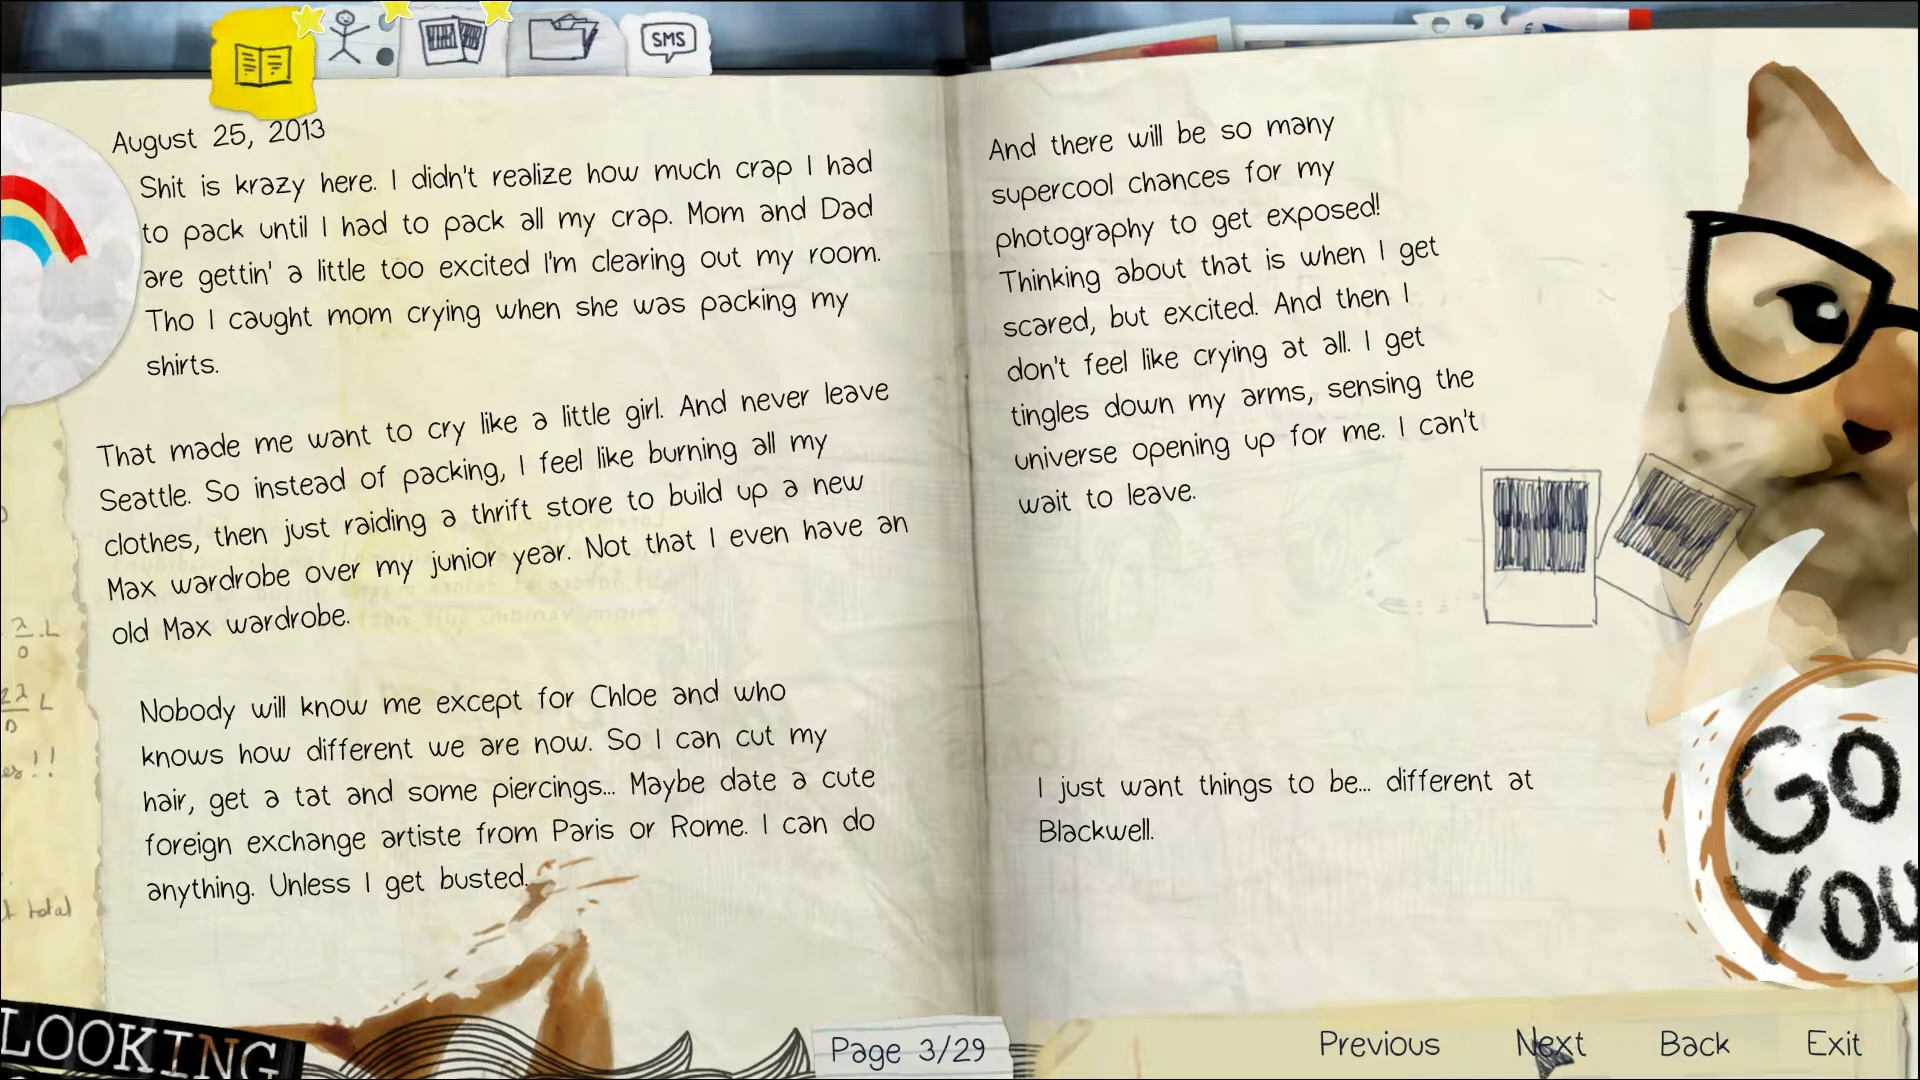 SMS
August 25, 2013
Shit is krazy here. I didn't realize how much crap I had
to pack until I had to pack all my crap. Mom and Dad
are gettin' a little too excited I'm clearing out my room.
Tho I caught mom crying when she was packing my
shirts.
That made me want to cry like a little girl. And never leave
Seattle. So instead of packing, I feel like burning all my
clothes, then just raiding a thrift store to build up a new
Max wardrobe over my junior year. Not that I even have an
old Max wardrobe.
Nobody will know me except for Chloe and who
knows how different we are now. So I can cut my
hair, get a tat and some piercings... Maybe date a cute
foreign exchange artiste from Paris or Rome. I can do
anything. Unless I get busted.
total
LOOKING
And there will be so many
supercool chances for my
photography to get exposed!
Thinking about that is when I get
scared, but excited. And then I
don't feel like crying at all. I get
tingles down my arms, sensing the
universe opening up for me. I can't
wait to leave.
I just want things to be... different at
Blackwell.
GO
YOU
Page 3/29
Previous Next Back Exit